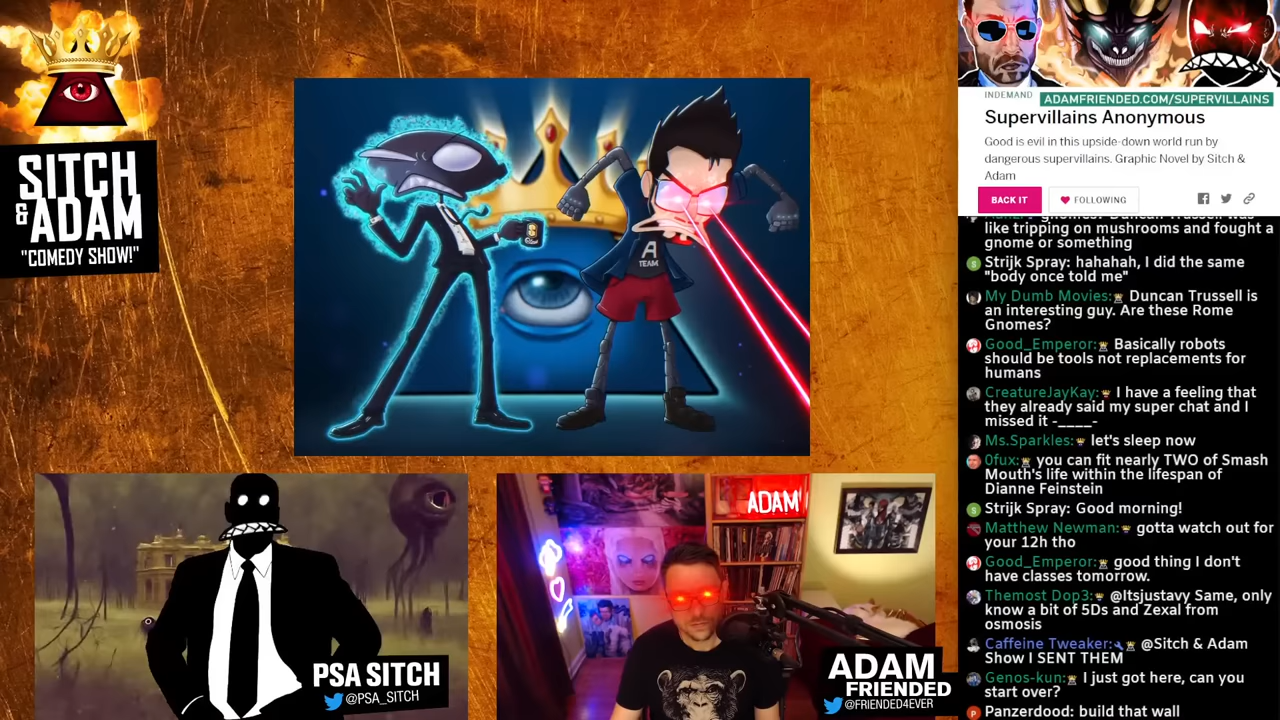 SITCH
& ADAM
"COMEDY SHOW!"
A
TEAM
PSA SITCH
@PSA_SITCH
ADAM
ADAM
FRIENDED
@FRIENDED4EVER
INDEMAND
ADAMFRIENDED.COM/SUPERVILLAINS
Supervillains Anonymous
Good is evil in this upside-down world run by
dangerous supervillains. Graphic Novel by Sitch &
Adam
BACK IT
FOLLOWING
gnomes? Duncan Trussell was
like tripping on mushrooms and fought a
gnome or something
Strijk Spray: hahahah, I did the same
"body once told me"
My Dumb Movies: Duncan Trussell is
an interesting guy. Are these Rome
Gnomes?
Good_Emperor: Basically robots
should be tools not replacements for
humans
CreatureJayKay: I have a feeling that
they already said my super chat and I
missed it -____-
Ms.Sparkles: let's sleep now
0fux: you can fit nearly TWO of Smash
Mouth's life within the lifespan of
Dianne Feinstein
Strijk Spray: Good morning!
Matthew Newman: gotta watch out for
your 12h tho
Good_Emperor: good thing I don't
have classes tomorrow.
Themost Dop3: @Itsjustavy Same, only
know a bit of 5Ds and Zexal from
osmosis
Caffeine Tweaker: @Sitch & Adam
Show I SENT THEM
Genos-kun: I just got here, can you
start over?
Panzerdood: build that wall